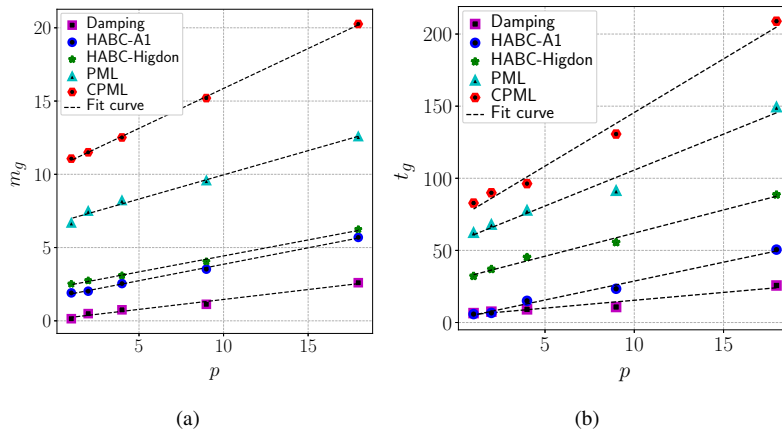 Damping
HABC-A1
HABC-Higdon
PML
CPML
Fit curve
20
15
10
5
0
m_g
5
10
15
p
(a)
Damping
HABC-A1
HABC-Higdon
PML
CPML
Fit curve
200
150
100
50
0
t_g
5
10
15
p
(b)